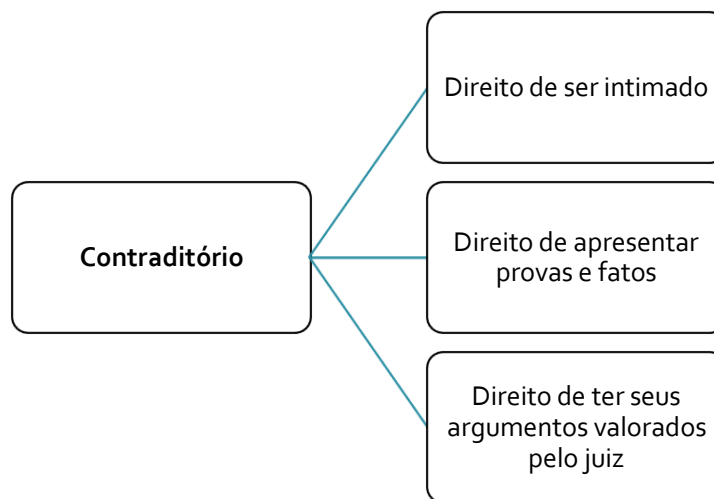 Contraditório
Direito de ser intimado
Direito de apresentar
provas e fatos
Direito de ter seus
argumentos valorados
pelo juiz